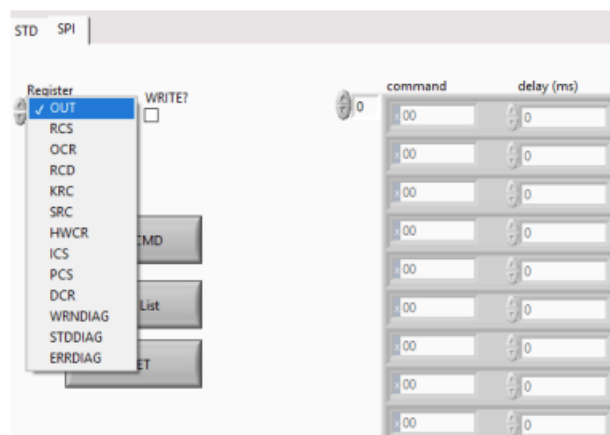 STD SPI
Register
WRITE?
✓ OUT
RCS
OCR
RCD
KRC
SRC
HWCR
ICS
PCS
DCR
WRNDIAG
STDDIAG
ERRDIAG
CMD
List
ET
0
command delay (ms)
x 00 0
x 00 0
x 00 0
x 00 0
x 00 0
x 00 0
x 00 0
x 00 0
x 00 0